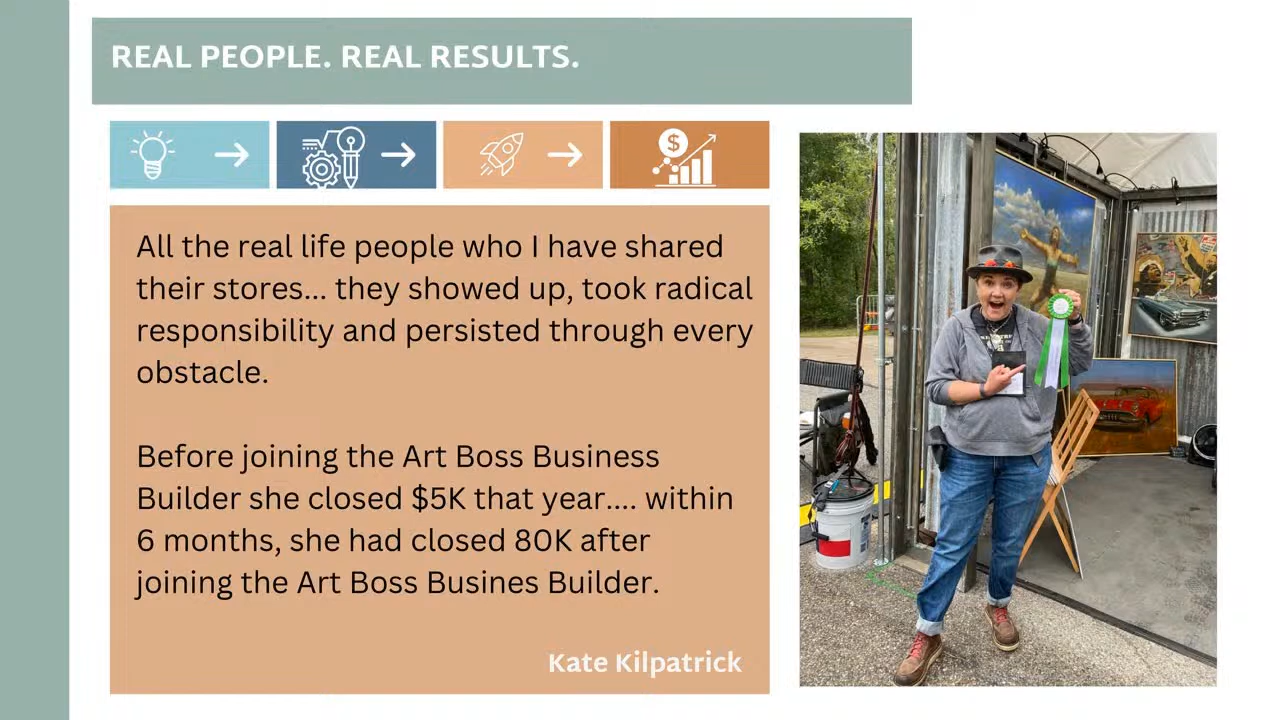 REAL PEOPLE. REAL RESULTS.
$
All the real life people who I have shared
their stores... they showed up, took radical
responsibility and persisted through every
obstacle.
Before joining the Art Boss Business
Builder she closed $5K that year.... within
6 months, she had closed 80K after
joining the Art Boss Busines Builder.
Kate Kilpatrick